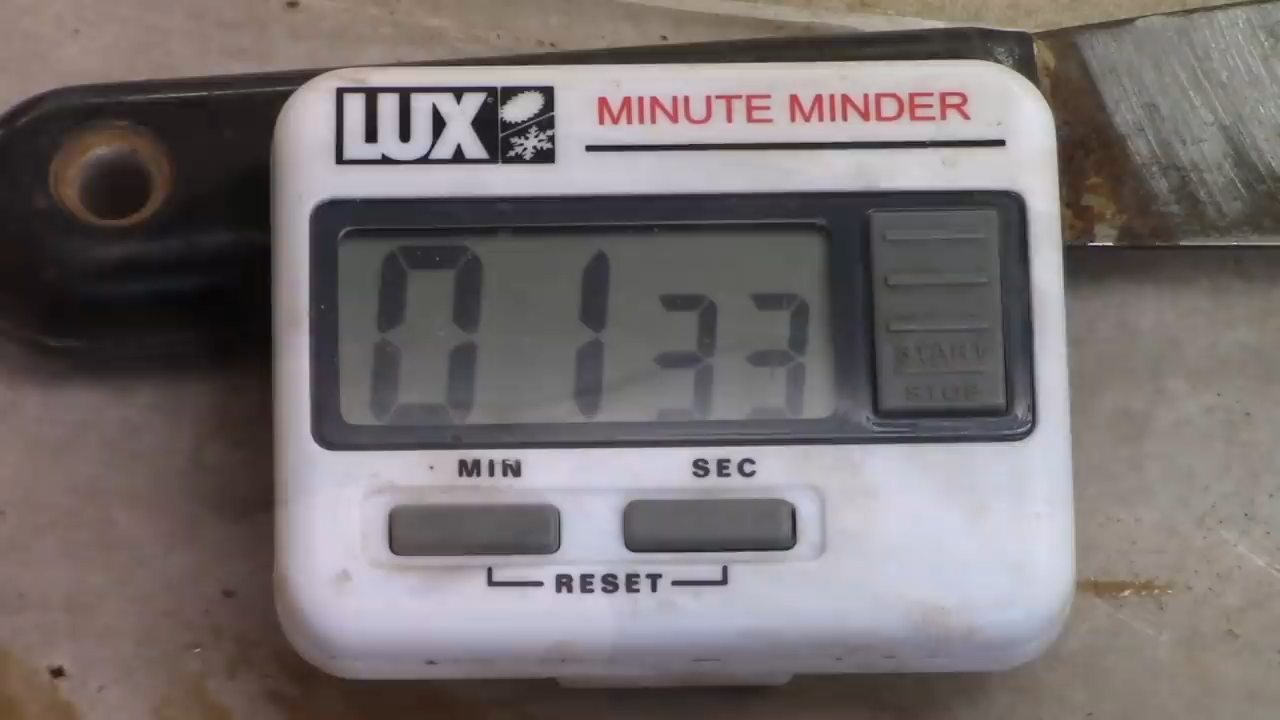 LUX MINUTE MINDER
01 33
START/
STOP
MIN SEC
RESET